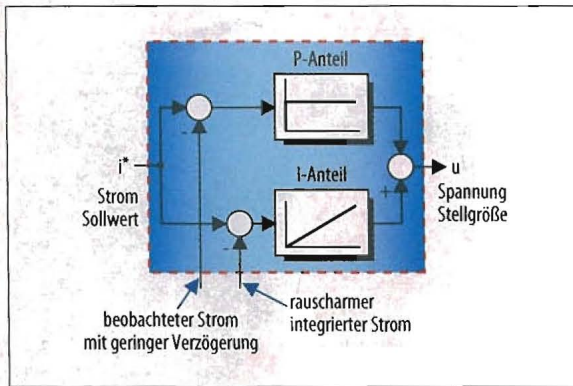 P-Anteil
-
i*
Strom
Sollwert
I-Anteil
-
+
u
Spannung
Stellgröße
beobachteter Strom
mit geringer Verzögerung
rauscharmer
integrierter Strom